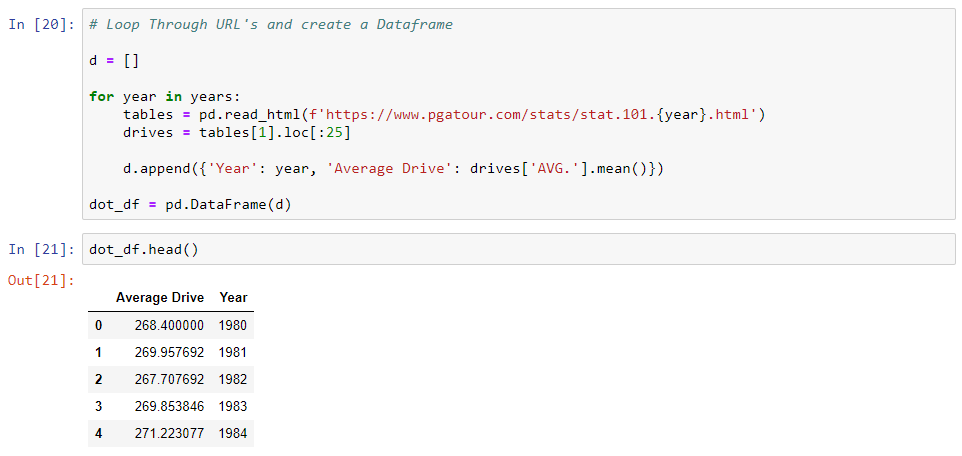 In [20]: # Loop Through URL's and create a Dataframe
d = []
for year in years:
tables = pd.read_html(f'https://www.pgatour.com/stats/stat.101.{year}.html')
drives = tables[1].loc[:25]
d.append({'Year': year, 'Average Drive': drives['AVG.'].mean()})
dot_df = pd.DataFrame(d)
In [21]: dot_df.head()
Out[21]:
Average Drive Year
0 268.400000 1980
1 269.957692 1981
2 267.707692 1982
3 269.853846 1983
4 271.223077 1984